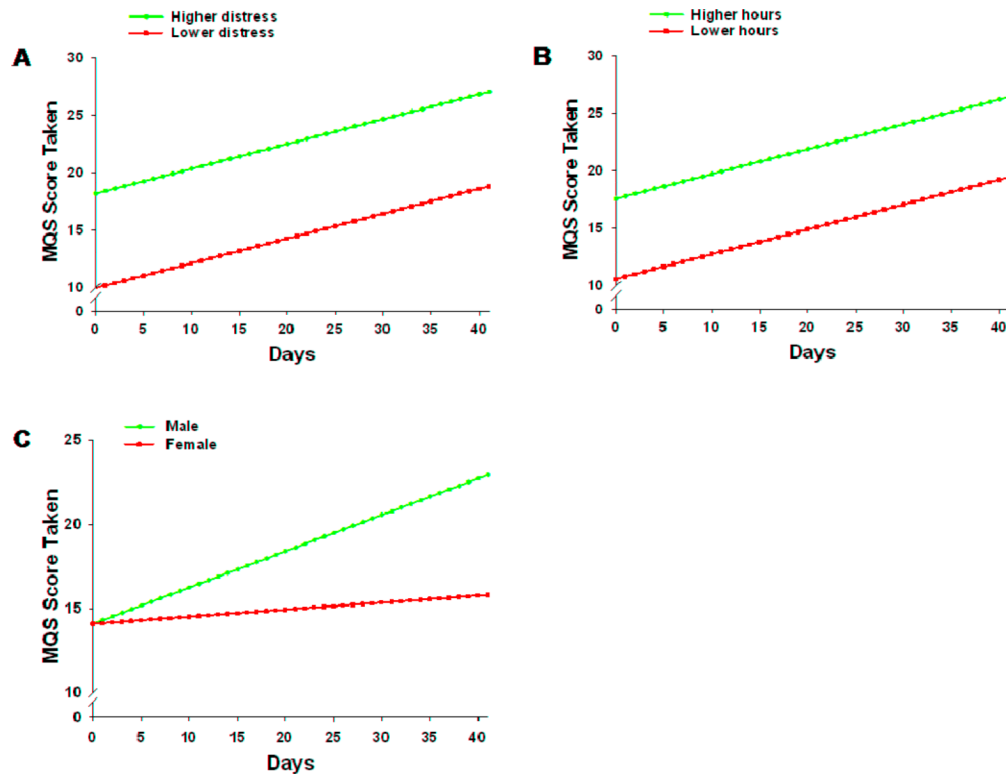 Higher distress
Lower distress
A
30
25
20
15
10
0
MQS Score Taken
0 5 10 15 20 25 30 35 40
Days
Higher hours
Lower hours
B
30
25
20
15
10
0
MQS Score Taken
0 5 10 15 20 25 30 35 40
Days
Male
Female
C
25
20
15
10
0
MQS Score Taken
0 5 10 15 20 25 30 35 40
Days